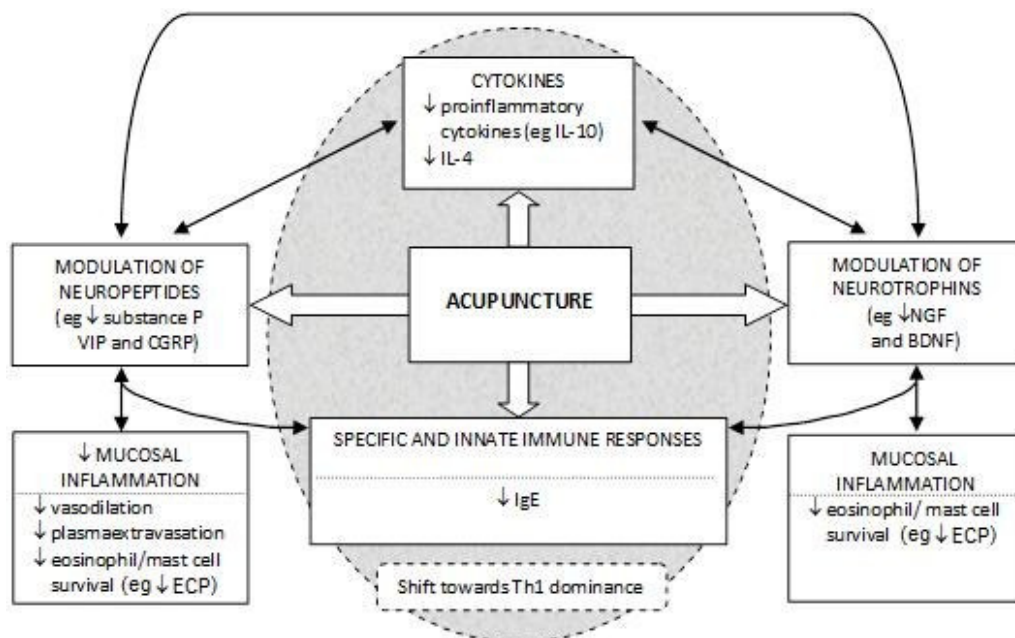 CYTOKINES
↓ proinflammatory
cytokines (eg IL-10)
↓ IL-4
MODULATION OF
NEUROPEPTIDES
(eg ↓ substance P
VIP and CGRP)
ACUPUNCTURE
MODULATION OF
NEUROTROPHINS
(eg ↓NGF
and BDNF)
↓ MUCOSAL
INFLAMMATION
↓ vasodilation
↓ plasmaextravasation
↓ eosinophil/mast cell
survival (eg ↓ ECP)
SPECIFIC AND INNATE IMMUNE RESPONSES
↓ IgE
MUCOSAL
INFLAMMATION
↓ eosinophil/ mast cell
survival (eg ↓ECP)
Shift towards Th1 dominance